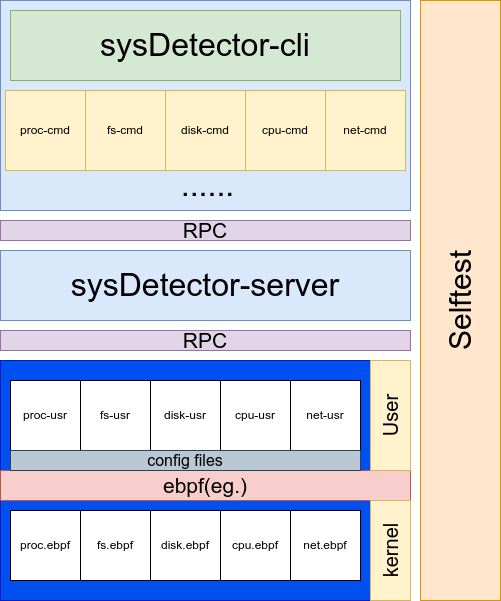 sysDetector-cli
proc-cmd
fs-cmd
disk-cmd
cpu-cmd
net-cmd
......
RPC
sysDetector-server
RPC
proc-usr
fs-usr
disk-usr
cpu-usr
net-usr
User
config files
ebpf(eg.)
proc.ebpf
fs.ebpf
disk.ebpf
cpu.ebpf
net.ebpf
kernel
Selftest